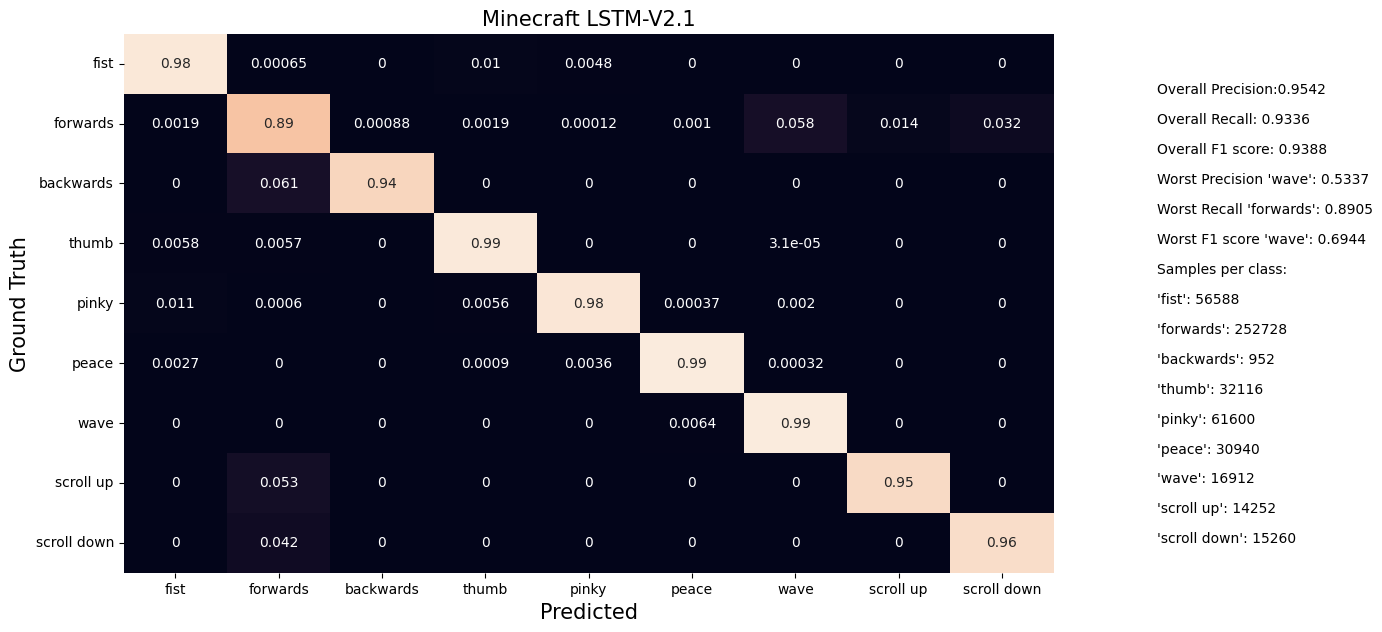 Minecraft LSTM-V2.1
fist 0.98 0.00065 0 0.01 0.0048 0 0 0 0
forwards 0.0019 0.89 0.00088 0.0019 0.00012 0.001 0.058 0.014 0.032
backwards 0 0.061 0.94 0 0 0 0 0 0
thumb 0.0058 0.0057 0 0.99 0 0 3.1e-05 0 0
pinky 0.011 0.0006 0 0.0056 0.98 0.00037 0.002 0 0
peace 0.0027 0 0 0.0009 0.0036 0.99 0.00032 0 0
wave 0 0 0 0 0 0.0064 0.99 0 0
scroll up 0 0.053 0 0 0 0 0 0.95 0
scroll down 0 0.042 0 0 0 0 0 0 0.96
fist forwards backwards thumb pinky peace wave scroll up scroll down
Ground Truth
Predicted
Overall Precision:0.9542
Overall Recall: 0.9336
Overall F1 score: 0.9388
Worst Precision 'wave': 0.5337
Worst Recall 'forwards': 0.8905
Worst F1 score 'wave': 0.6944
Samples per class:
'fist': 56588
'forwards': 252728
'backwards': 952
'thumb': 32116
'pinky': 61600
'peace': 30940
'wave': 16912
'scroll up': 14252
'scroll down': 15260